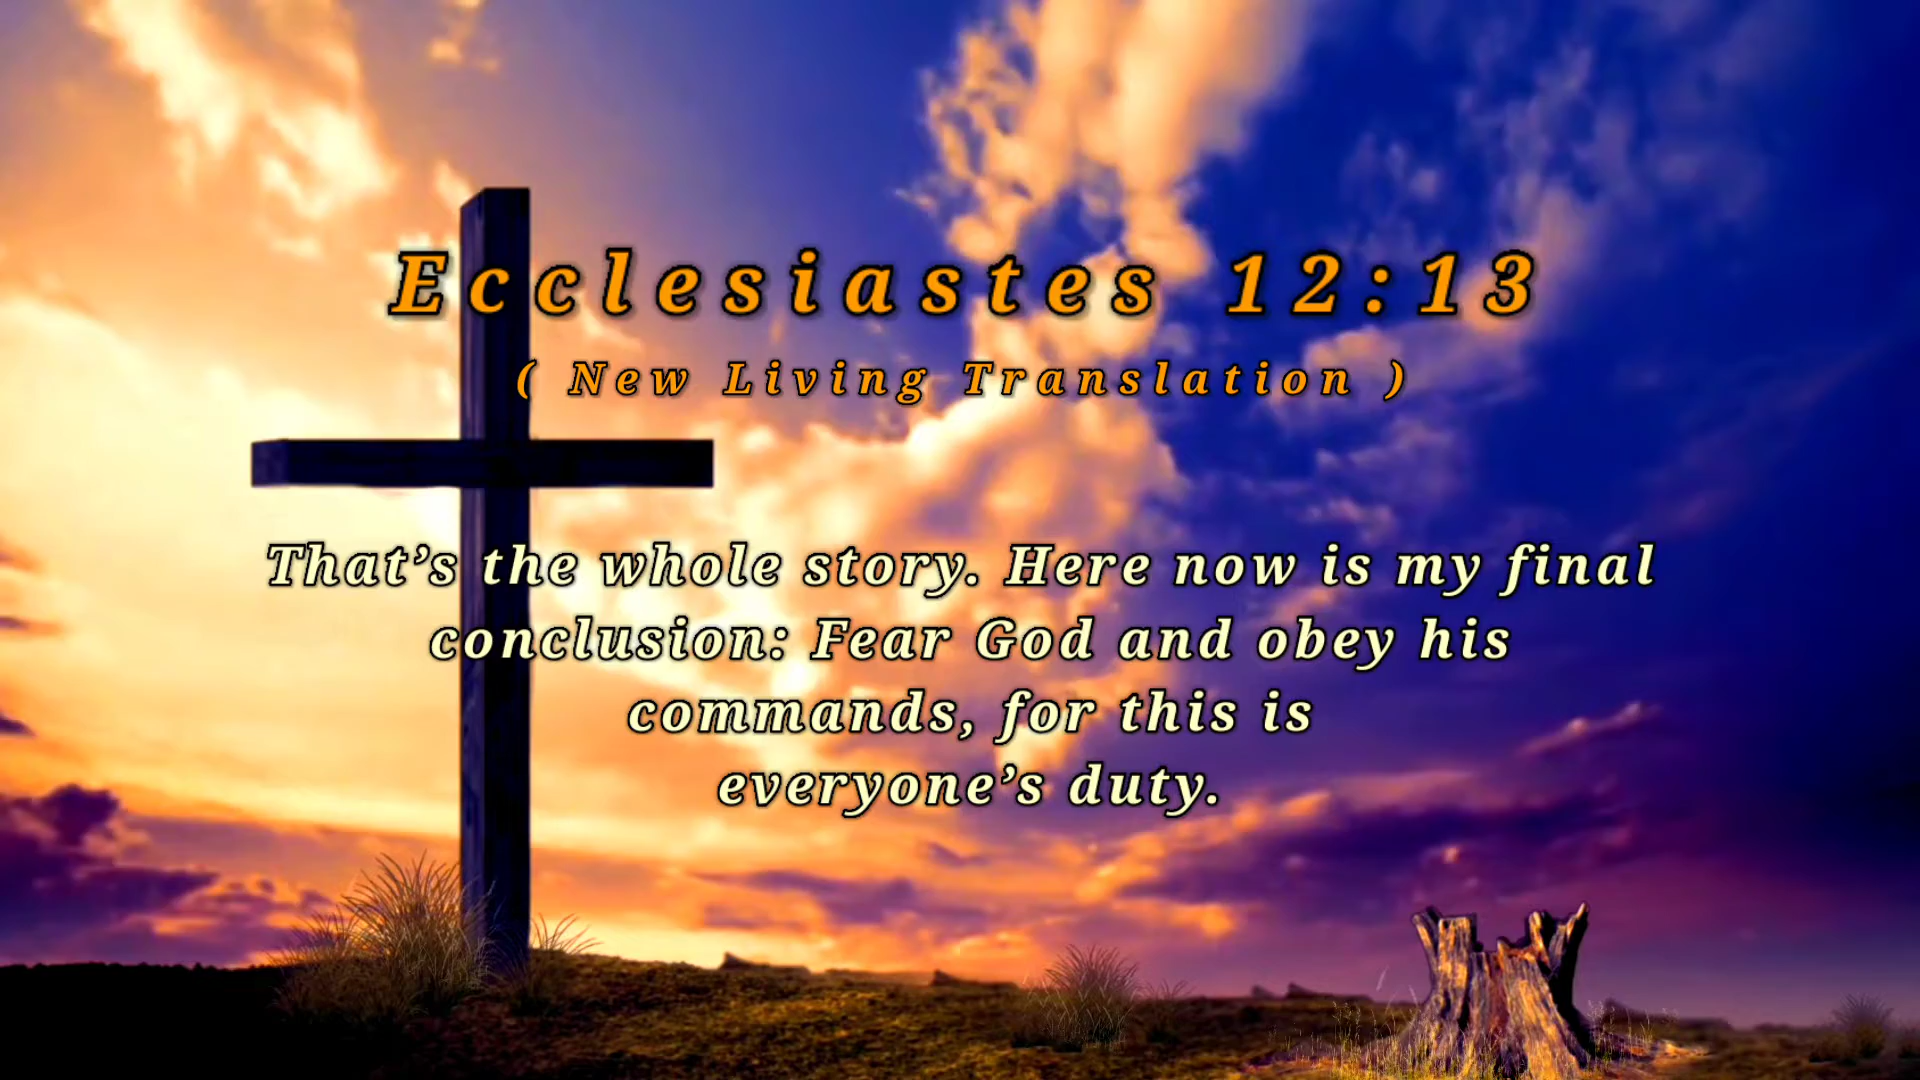 Ecclesiastes 12:13
( New Living Translation )
That’s the whole story. Here now is my final
conclusion: Fear God and obey his
commands, for this is
everyone’s duty.